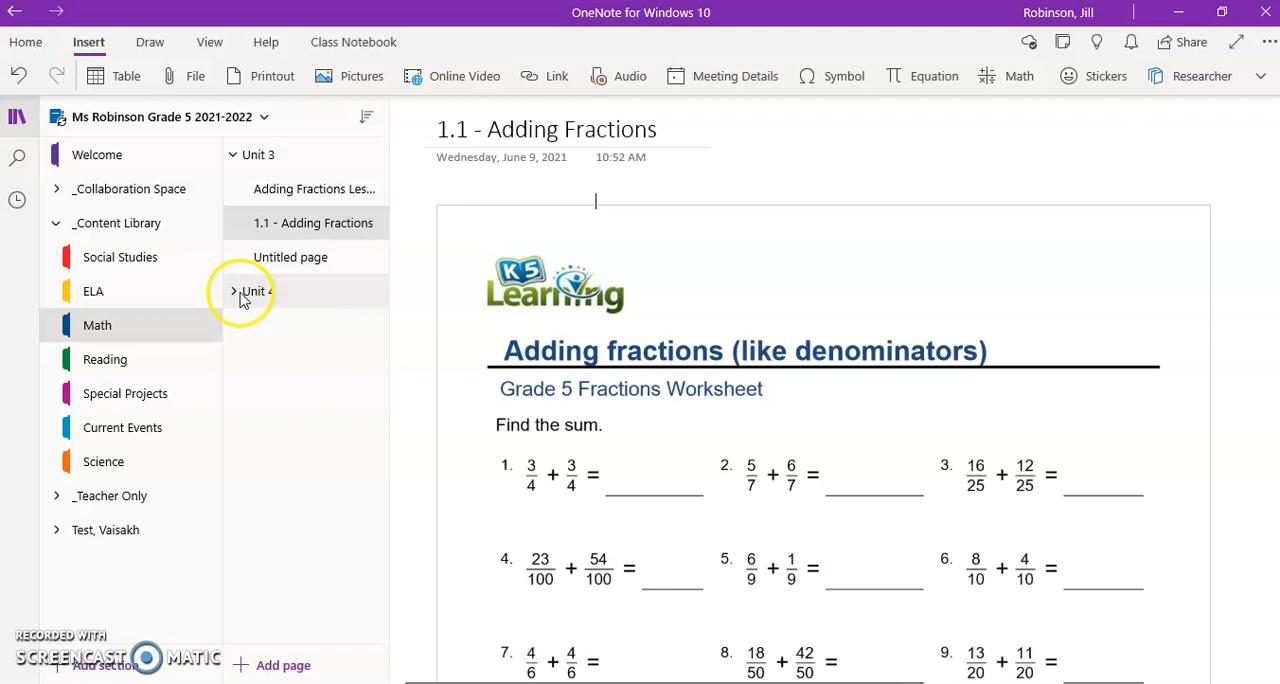 OneNote for Windows 10
Robinson, Jill
Home Insert Draw View Help Class Notebook Share
Table File Printout Pictures Online Video Link Audio Meeting Details Symbol Equation Math Stickers Researcher
Ms Robinson Grade 5 2021-2022
Welcome
_Collaboration Space
_Content Library
Social Studies
ELA
Math
Reading
Special Projects
Current Events
Science
_Teacher Only
Test, Vaisakh
Add section
Unit 3
Adding Fractions Les...
1.1 - Adding Fractions
Untitled page
Unit 4
Add page
1.1 - Adding Fractions
Wednesday, June 9, 2021 10:52 AM
K5
Learning
Adding fractions (like denominators)
Grade 5 Fractions Worksheet
Find the sum.
1. 3/4 + 3/4 = 2. 5/7 + 6/7 = 3. 16/25 + 12/25 =
4. 23/100 + 54/100 = 5. 6/9 + 1/9 = 6. 8/10 + 4/10 =
7. 4/6 + 4/6 = 8. 18/50 + 42/50 = 9. 13/20 + 11/20 =
RECORDED WITH
SCREENCAST MATIC